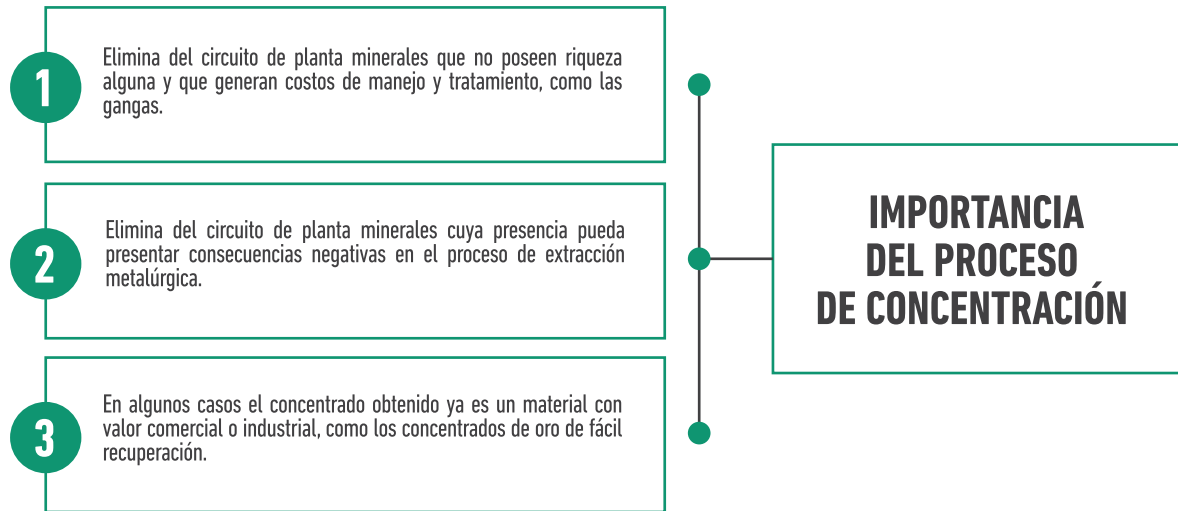 1
Elimina del circuito de planta minerales que no poseen riqueza
alguna y que generan costos de manejo y tratamiento, como las
gangas.
2
Elimina del circuito de planta minerales cuya presencia pueda
presentar consecuencias negativas en el proceso de extracción
metalúrgica.
3
En algunos casos el concentrado obtenido ya es un material con
valor comercial o industrial, como los concentrados de oro de fácil
recuperación.
IMPORTANCIA
DEL PROCESO
DE CONCENTRACIÓN